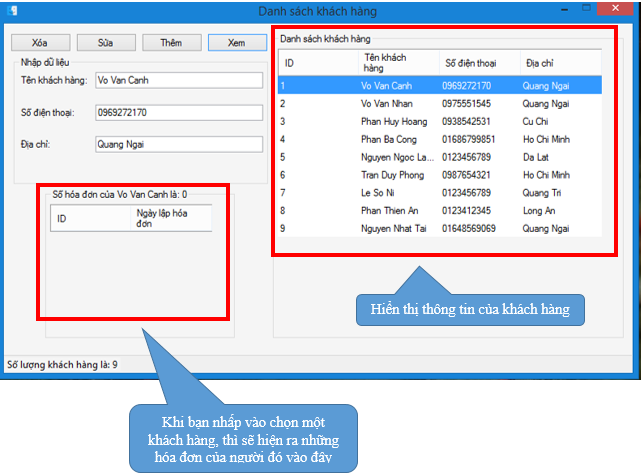 Danh sách khách hàng
Xóa Sửa Thêm Xem
Nhập dữ liệu
Tên khách hàng: Vo Van Canh
Số điện thoại: 0969272170
Địa chỉ: Quang Ngai
Số hóa đơn của Vo Van Canh là: 0
ID Ngày lập hóa
đơn
Danh sách khách hàng
ID Tên khách
hàng Số điện thoại Địa chỉ
1 Vo Van Canh 0969272170 Quang Ngai
2 Vo Van Nhan 0975551545 Quang Ngai
3 Phan Huy Hoang 0938542531 Cu Chi
4 Phan Ba Cong 01686799851 Ho Chi Minh
5 Nguyen Ngoc La... 0123456789 Da Lat
6 Tran Duy Phong 0987654321 Ho Chi Minh
7 Le So Ni 0123456789 Quang Tri
8 Phan Thien An 0123412345 Long An
9 Nguyen Nhat Tai 01648569069 Quang Ngai
Hiển thị thông tin của khách hàng
Số lượng khách hàng là: 9
Khi bạn nhấp vào chọn một
khách hàng, thì sẽ hiện ra những
hóa đơn của người đó vào đây